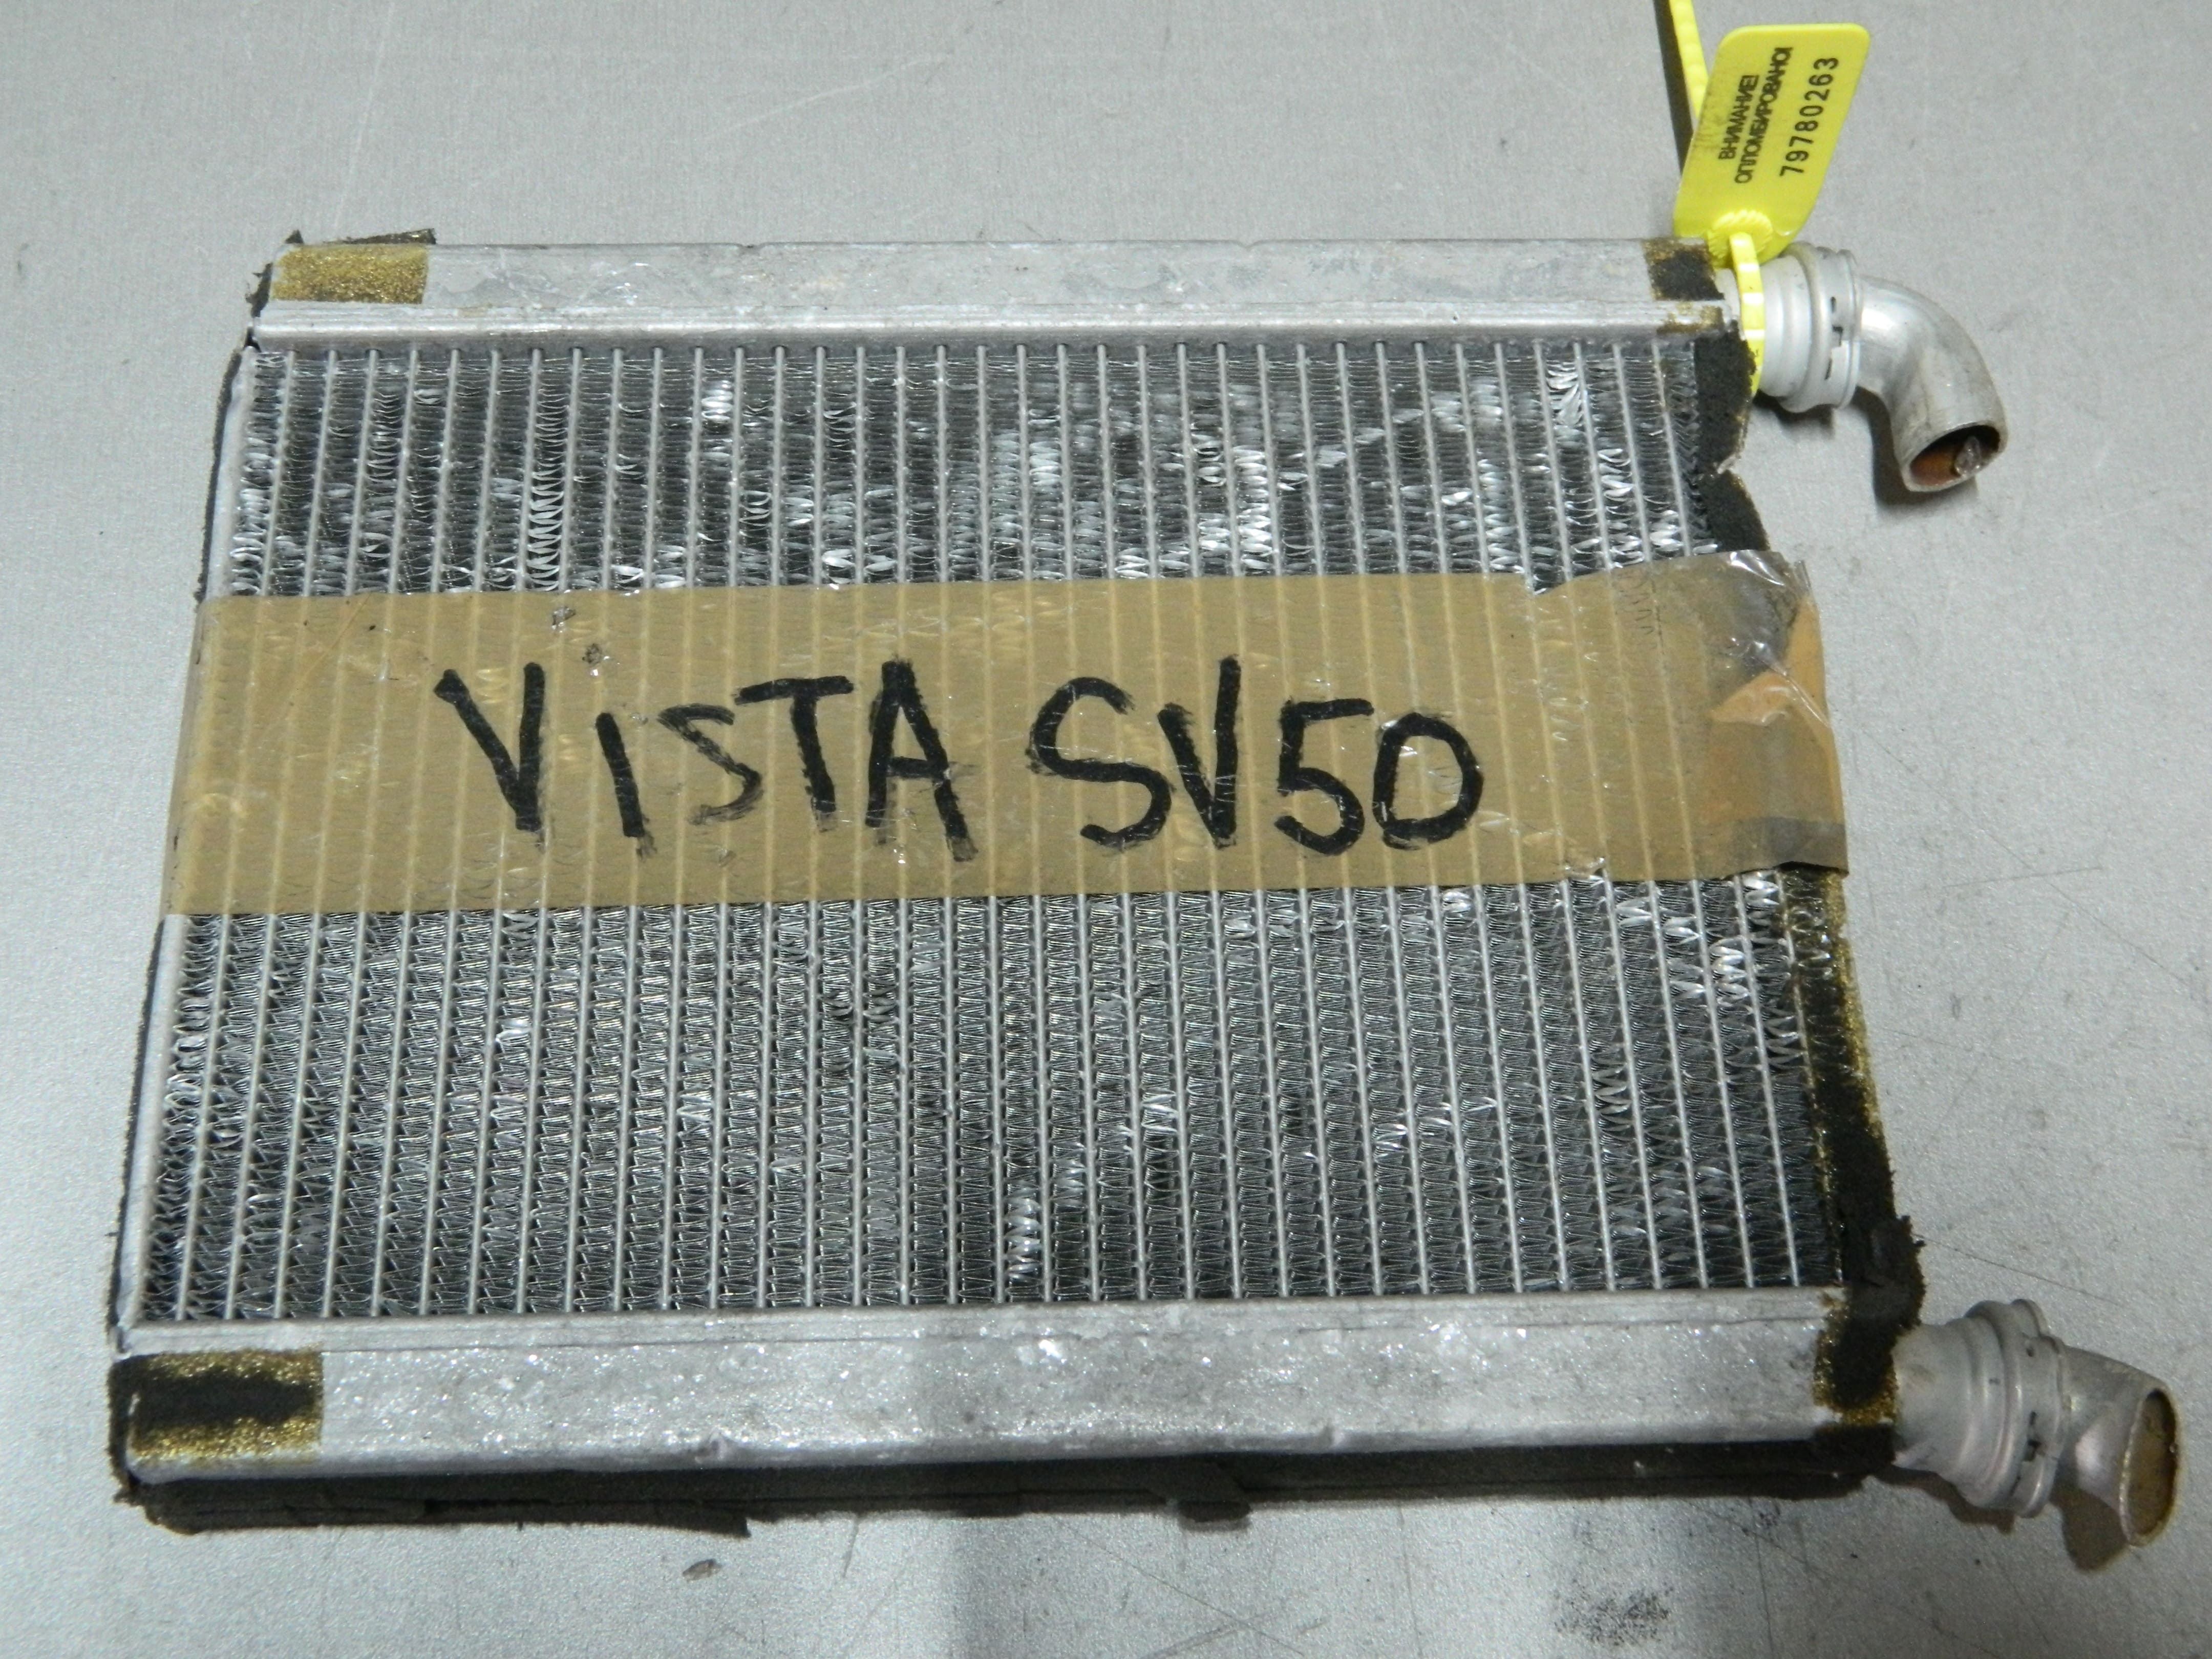 ВНИМАНИЕ!
ОПЛОМБИРОВАНО!
79780263
VISTA SV50